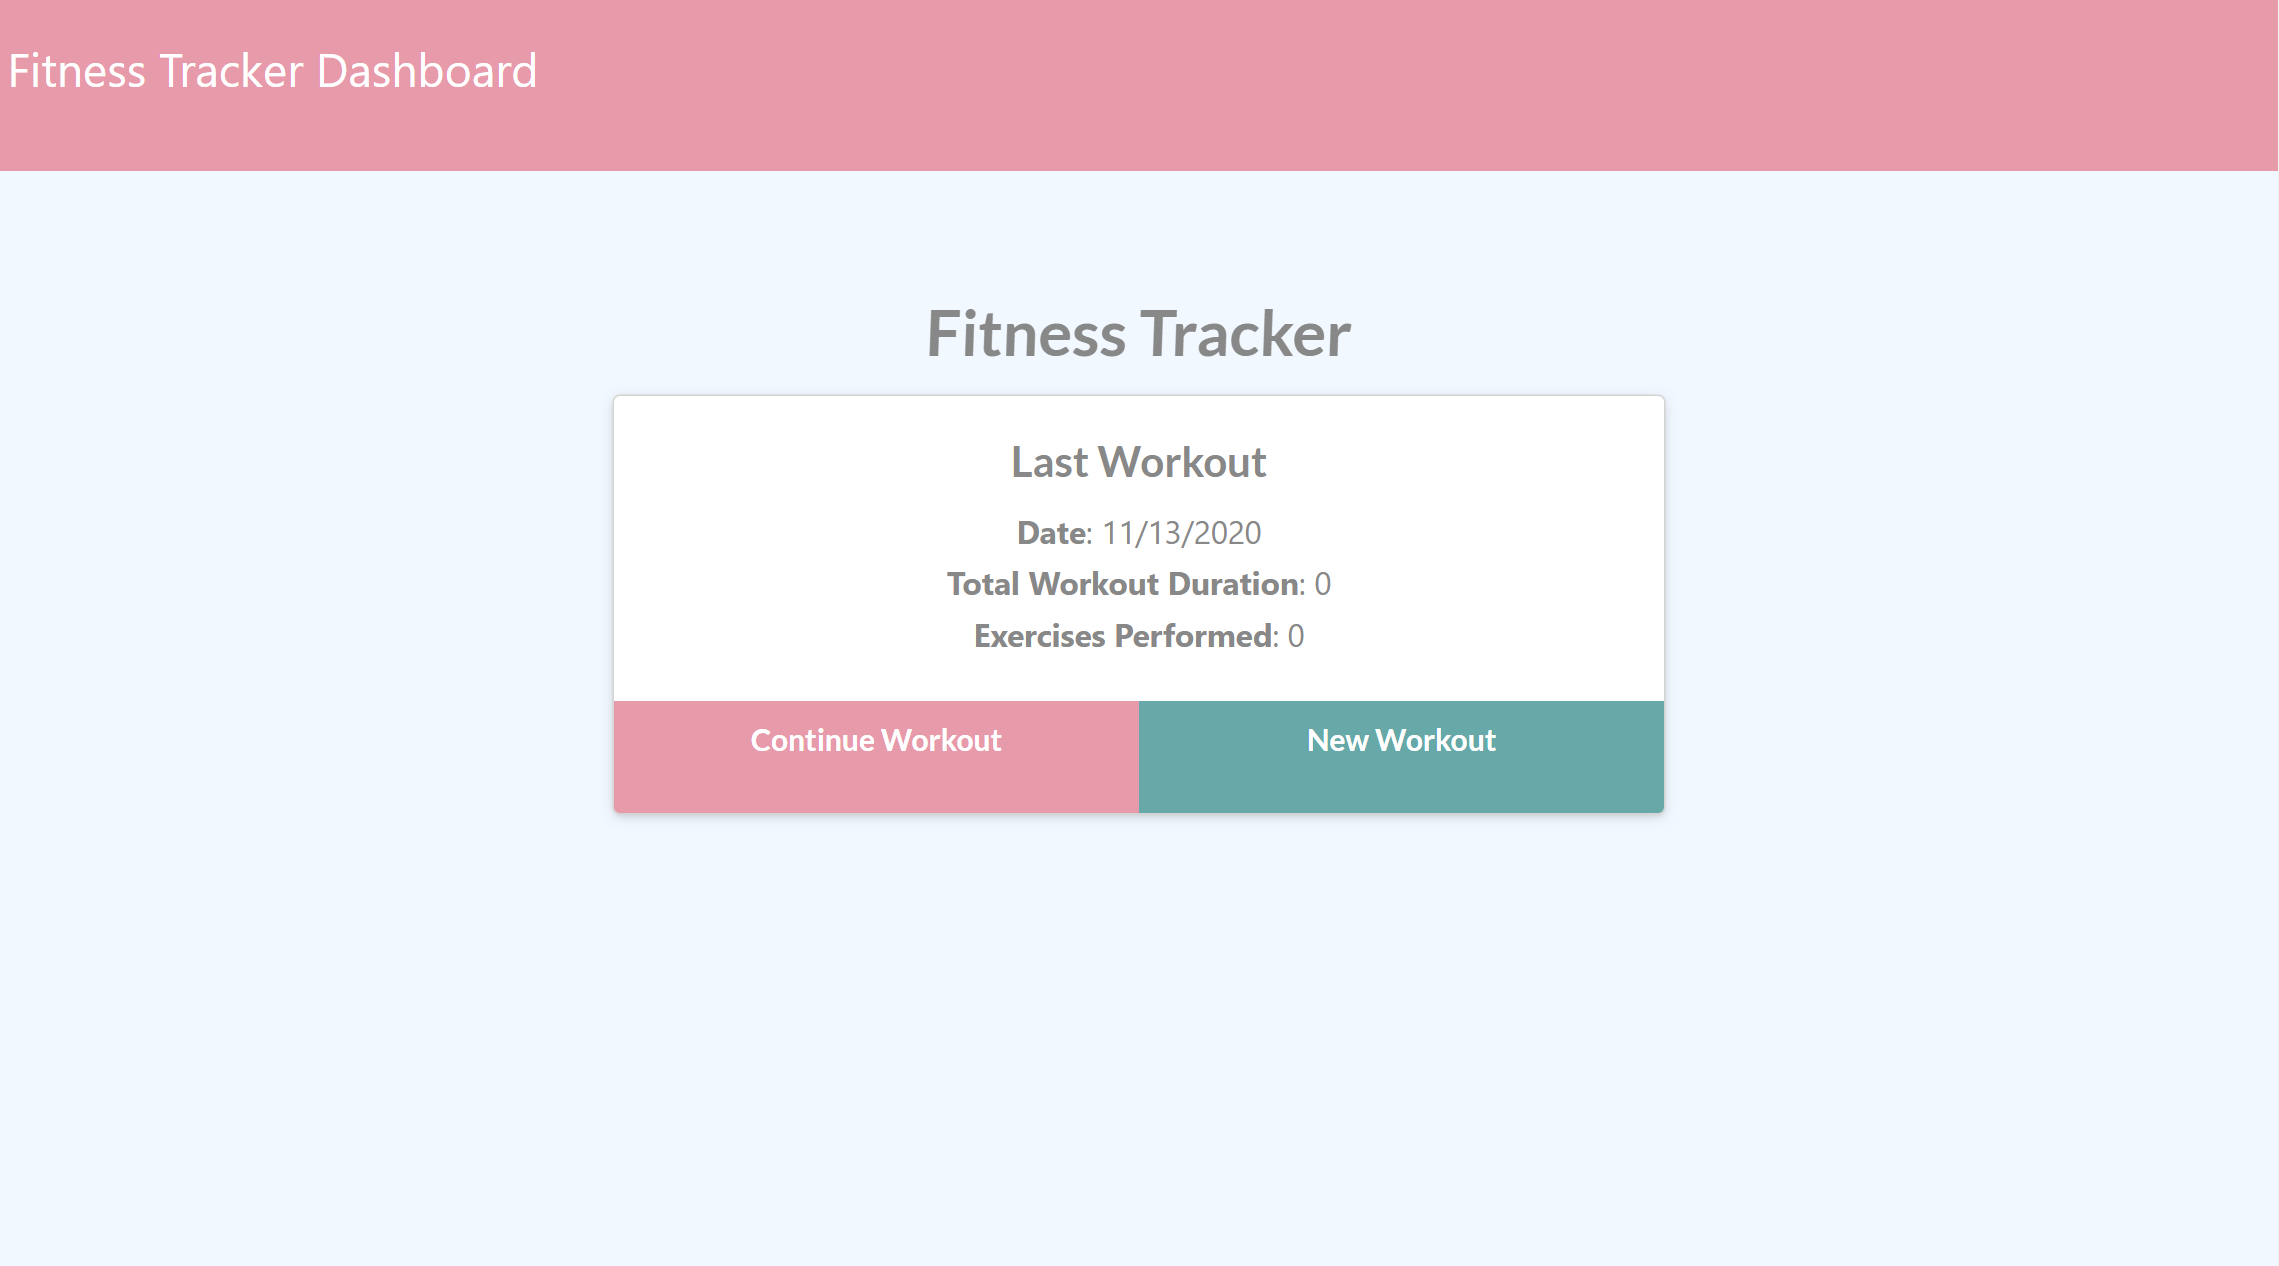 Fitness Tracker Dashboard
Fitness Tracker
Last Workout
Date: 11/13/2020
Total Workout Duration: 0
Exercises Performed: 0
Continue Workout
New Workout